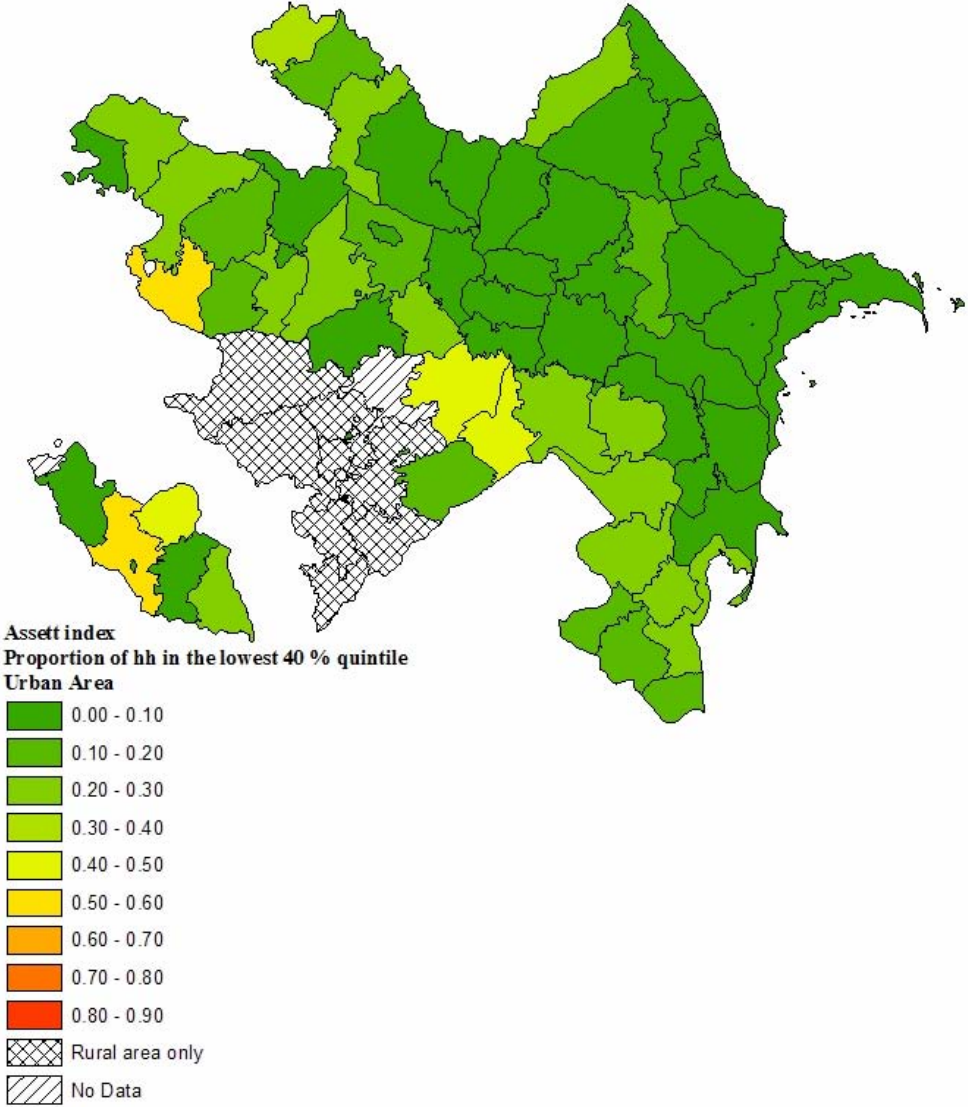 Assett index
Proportion of hh in the lowest 40 % quintile
Urban Area
0.00 - 0.10
0.10 - 0.20
0.20 - 0.30
0.30 - 0.40
0.40 - 0.50
0.50 - 0.60
0.60 - 0.70
0.70 - 0.80
0.80 - 0.90
Rural area only
No Data